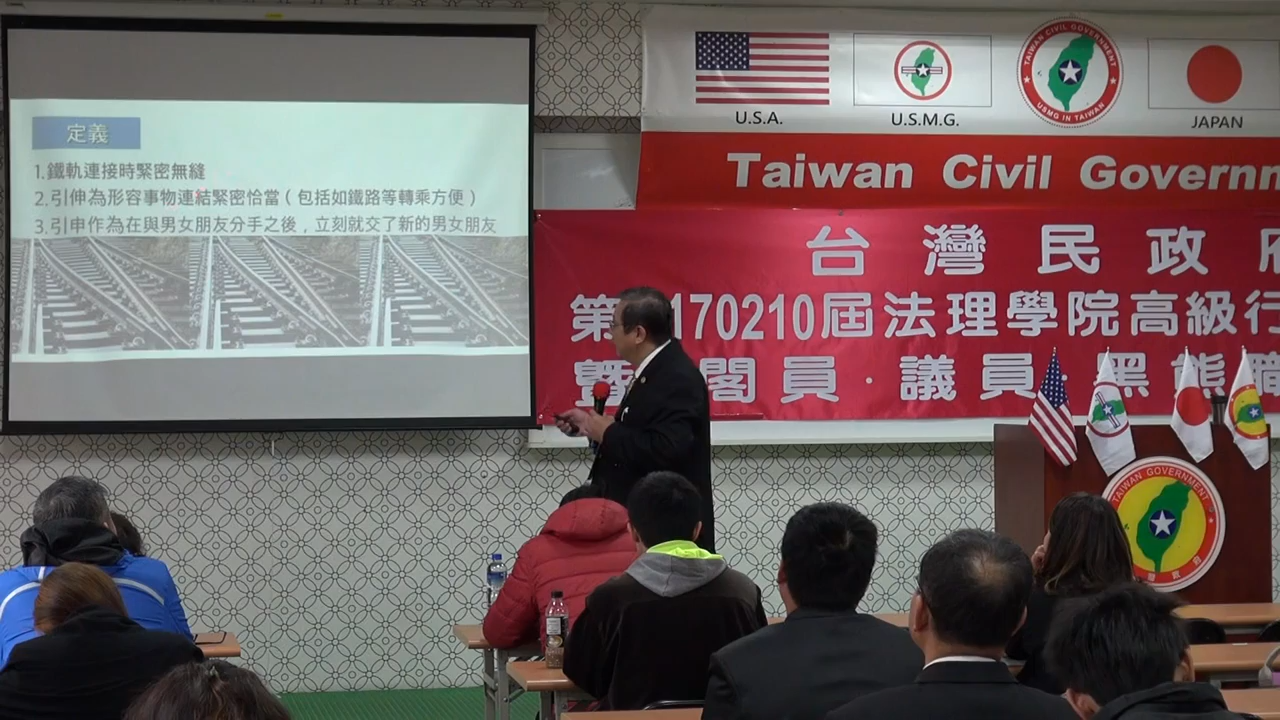 定義
1.鐵軌連接時緊密無縫
2.引伸為形容事物連結緊密恰當(包括如鐵路等轉乘方便)
3.引申作為在與男女朋友分手之後,立刻就交了新的男女朋友
U.S.A.
U.S.M.G.
TAIWAN CIVIL GOVERNMENT
USMG IN TAIWAN
JAPAN
Taiwan Civil Governm
台灣民政府
第 170210屆法理學院高級行
暨 閣員·議員·黑熊職
TAIWAN GOVERNMENT